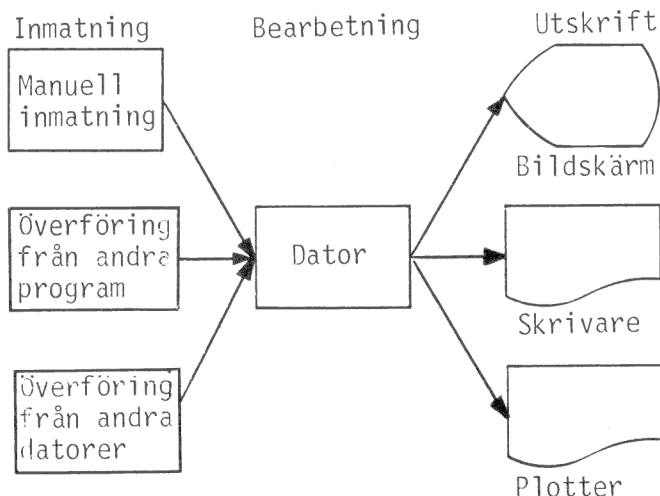 Inmatning
Bearbetning
Utskrift
Manuell
inmatning
Bildskärm
Överföring
från andra
program
Dator
Skrivare
Överföring
från andra
datorer
Plotter